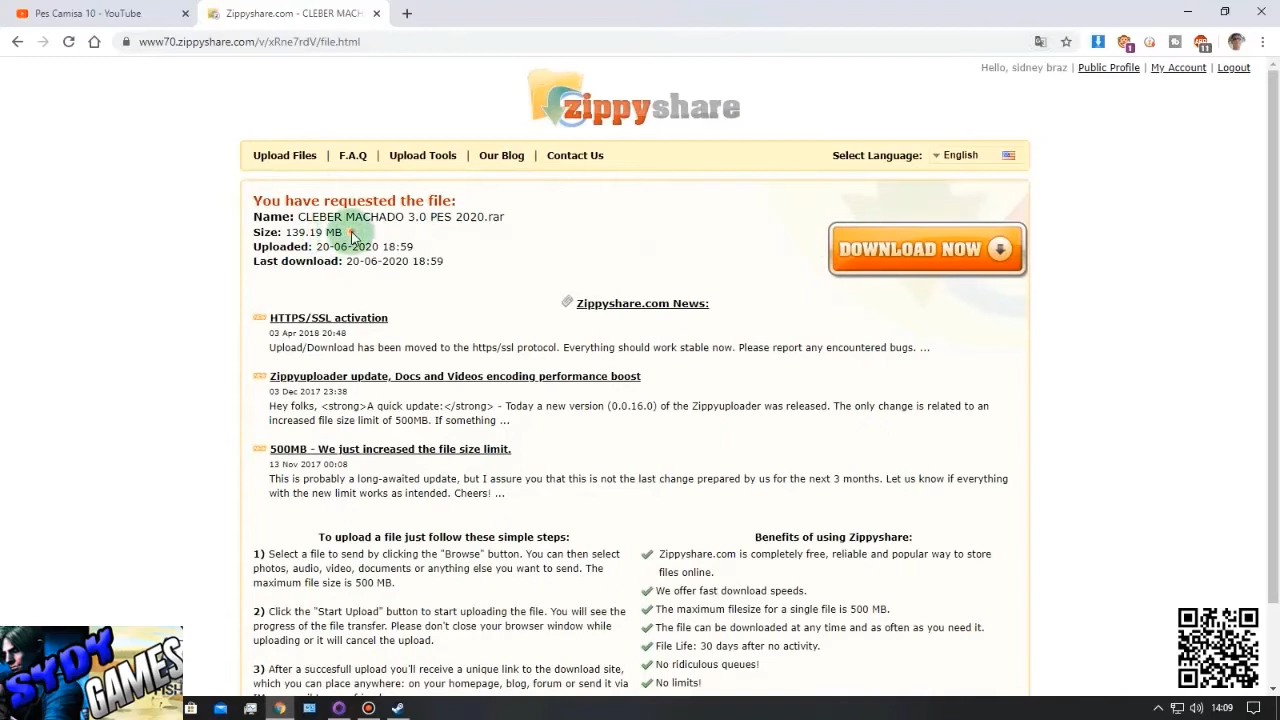 Pes Camisa 10 - YouTube
Zippyshare.com - CLEBER MACH
www70.zippyshare.com/v/xRne7rdV/file.html
1
11
Hello, sidney braz | Public Profile | My Account | Logout
zippyshare
Upload Files | F.A.Q | Upload Tools | Our Blog | Contact Us
Select Language: English
You have requested the file:
Name: CLEBER MACHADO 3.0 PES 2020.rar
Size: 139.19 MB
Uploaded: 20-06-2020 18:59
Last download: 20-06-2020 18:59
DOWNLOAD NOW
Zippyshare.com News:
HTTPS/SSL activation
03 Apr 2018 20:48
Upload/Download has been moved to the https/ssl protocol. Everything should work stable now. Please report any encountered bugs. ...
Zippyuploader update, Docs and Videos encoding performance boost
03 Dec 2017 23:38
Hey folks, <strong>A quick update:</strong> - Today a new version (0.0.16.0) of the Zippyuploader was released. The only change is related to an
increased file size limit of 500MB. If something ...
500MB - We just increased the file size limit.
13 Nov 2017 00:08
This is probably a long-awaited update, but I assure you that this is not the last change prepared by us for the next 3 months. Let us know if everything
with the new limit works as intended. Cheers! ...
To upload a file just follow these simple steps:
1) Select a file to send by clicking the "Browse" button. You can then select
photos, audio, video, documents or anything else you want to send. The
maximum file size is 500 MB.
2) Click the "Start Upload" button to start uploading the file. You will see the
progress of the file transfer. Please don't close your browser window while
uploading or it will cancel the upload.
3) After a succesfull upload you'll receive a unique link to the download site,
which you can place anywhere: on your homepage, blog, forum or send it via
Benefits of using Zippyshare:
Zippyshare.com is completely free, reliable and popular way to store
files online.
We offer fast download speeds.
The maximum filesize for a single file is 500 MB.
The file can be downloaded at any time and as often as you need it.
File Life: 30 days after no activity.
No ridiculous queues!
No limits!
SYDY
GAMES
14:09